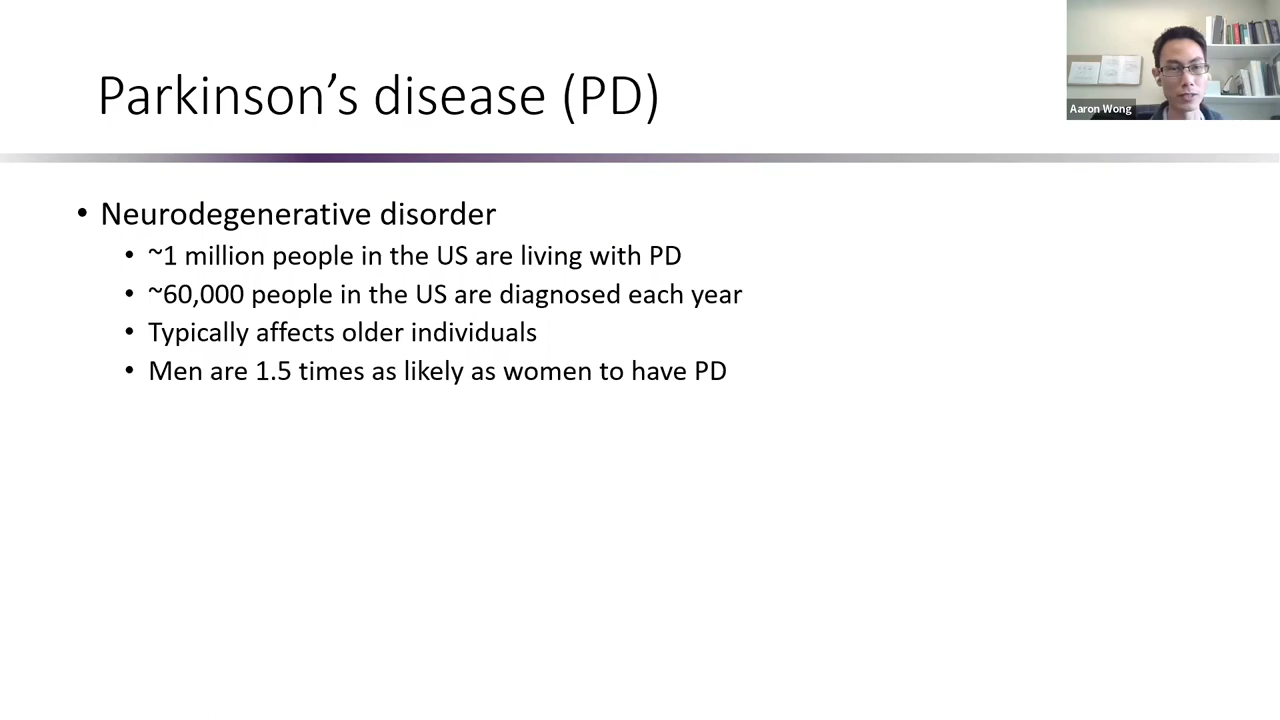 Parkinson’s disease (PD)
Aaron Wong
• Neurodegenerative disorder
• ~1 million people in the US are living with PD
• ~60,000 people in the US are diagnosed each year
• Typically affects older individuals
• Men are 1.5 times as likely as women to have PD